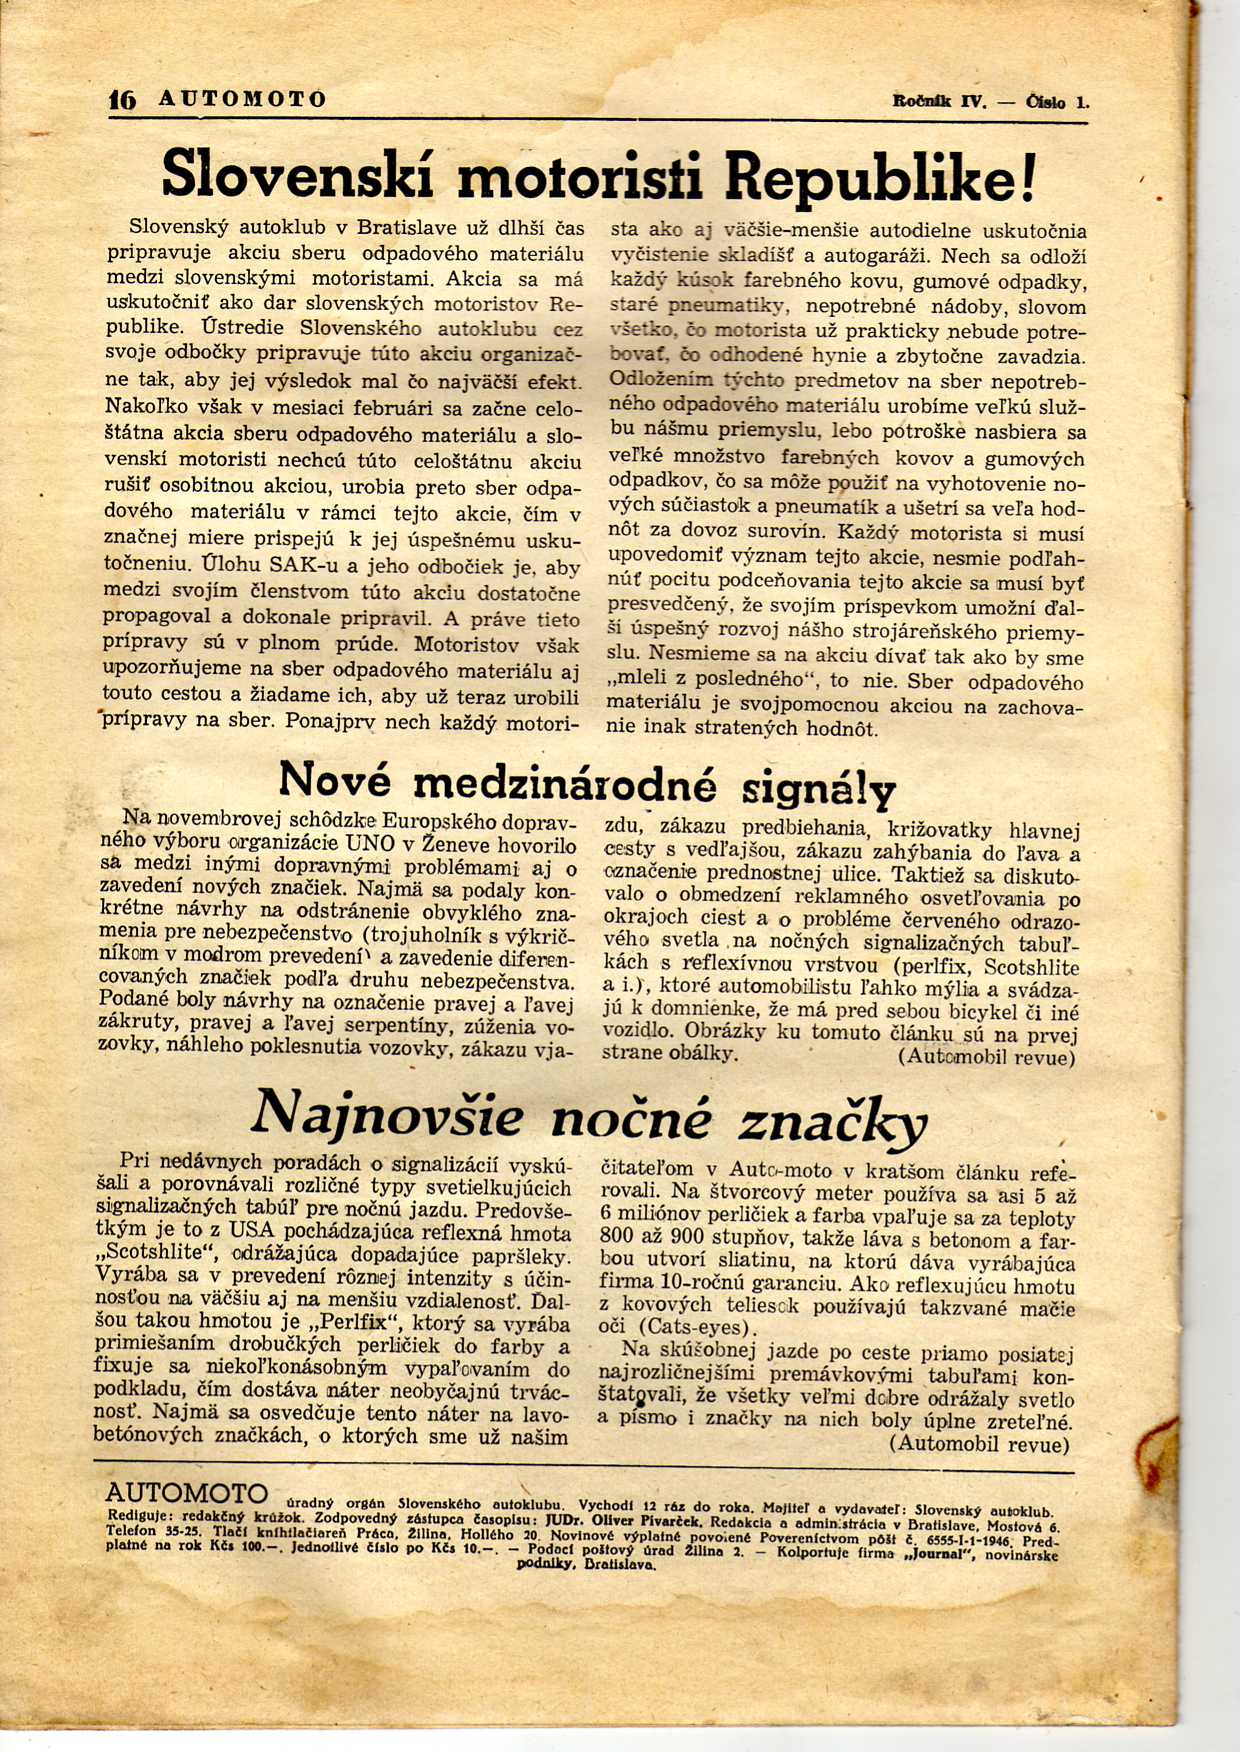 16 AUTOMOTO
Ročník IV. — Číslo 1.
Slovenskí motoristi Republike!
Slovenský autoklub v Bratislave už dlhší čas
pripravuje akciu sberu odpadového materiálu
medzi slovenskými motoristami. Akcia sa má
uskutočniť ako dar slovenských motoristov Re-
publike. Ústredie Slovenského autoklubu cez
svoje odbočky pripravuje túto akciu organizač-
ne tak, aby jej výsledok mal čo najväčší efekt.
Nakoľko však v mesiaci februári sa začne celo-
štátna akcia sberu odpadového materiálu a slo-
venskí motoristi nechcú túto celoštátnu akciu
rušiť osobitnou akciou, urobia preto sber odpa-
dového materiálu v rámci tejto akcie, čím v
značnej miere prispejú k jej úspešnému usku-
točneniu. Úlohu SAK-u a jeho odbočiek je, aby
medzi svojím členstvom túto akciu dostatočne
propagoval a dokonale pripravil. A práve tieto
prípravy sú v plnom prúde. Motoristov však
upozorňujeme na sber odpadového materiálu aj
touto cestou a žiadame ich, aby už teraz urobili
prípravy na sber. Ponajprv nech každý motori-
sta ako aj väčšie-menšie autodielne uskutočnia
vyčistenie skladíšť a autogaráži. Nech sa odloží
každý kúsok farebného kovu, gumové odpadky,
staré pneumatiky, nepotrebné nádoby, slovom
všetko, čo motorista už prakticky nebude potre-
bovať, čo odhodené hynie a zbytočne zavadzia.
Odložením týchto predmetov na sber nepotreb-
ného odpadového materiálu urobíme veľkú služ-
bu nášmu priemyslu, lebo potroške nasbiera sa
veľké množstvo farebných kovov a gumových
odpadkov, čo sa môže použiť na vyhotovenie no-
vých súčiastok a pneumatík a ušetrí sa veľa hod-
nôt za dovoz surovín. Každý motorista si musí
upovedomiť význam tejto akcie, nesmie podľah-
núť pocitu podceňovania tejto akcie sa musí byť
presvedčený, že svojím príspevkom umožní ďal-
ší úspešný rozvoj nášho strojáreňského priemy-
slu. Nesmieme sa na akciu dívať tak ako by sme
„mleli z posledného“, to nie. Sber odpadového
materiálu je svojpomocnou akciou na zachova-
nie inak stratených hodnôt.
Nové medzinárodné signály
Na novembrovej schôdzke Európského doprav-
ného výboru organizácie UNO v Ženeve hovorilo
sa medzi inými dopravnými problémami aj o
zavedení nových značiek. Najmä sa podaly kon-
krétne návrhy na odstránenie obvyklého zna-
menia pre nebezpečenstvo (trojuholník s výkrič-
níkom v modrom prevedení) a zavedenie diferen-
covaných značiek podľa druhu nebezpečenstva.
Podané boly návrhy na označenie pravej a ľavej
zákruty, pravej a ľavej serpentíny, zúženia vo-
zovky, náhleho poklesnutia vozovky, zákazu vja-
zdu, zákazu predbiehania, križovatky hlavnej
cesty s vedľajšou, zákazu zahýbania do ľava a
označenie prednostnej ulice. Taktiež sa diskuto-
valo o obmedzení reklamného osvetľovania po
okrajoch ciest a o probléme červeného odrazo-
vého svetla na nočných signalizačných tabuľ-
kách s reflexívnou vrstvou (perlfix, Scotshlite
a i.), ktoré automobilistu ľahko mýlia a svádza-
jú k domnienke, že má pred sebou bicykel či iné
vozidlo. Obrázky ku tomuto článku sú na prvej
strane obálky. (Automobil revue)
Najnovšie nočné značky
Pri nedávnych poradách o signalizácií vyskú-
šali a porovnávali rozličné typy svetielkujúcich
signalizačných tabúľ pre nočnú jazdu. Predovše-
tkým je to z USA pochádzajúca reflexná hmota
„Scotshlite“, odrážajúca dopadajúce papršleky.
Vyrába sa v prevedení rôznej intenzity s účin-
nosťou na väčšiu aj na menšiu vzdialenosť. Ďal-
šou takou hmotou je „Perlfix“, ktorý sa vyrába
primiešaním drobučkých perličiek do farby a
fixuje sa niekoľkonásobným vypaľovaním do
podkladu, čím dostáva náter neobyčajnú trvác-
nosť. Najmä sa osvedčuje tento náter na lavo-
betónových značkách, o ktorých sme už našim
čitateľom v Auto-moto v kratšom článku refe-
rovali. Na štvorcový meter používa sa asi 5 až
6 miliónov perličiek a farba vpaľuje sa za teploty
800 až 900 stupňov, takže láva s betonom a far-
bou utvorí sliatinu, na ktorú dáva vyrábajúca
firma 10-ročnú garanciu. Ako reflexujúcu hmotu
z kovových teliesok používajú takzvané mačie
oči (Cats-eyes).
Na skúšobnej jazde po ceste priamo posiatej
najrozličnejšími premávkovými tabuľami kon-
štatovali, že všetky veľmi dobre odrážaly svetlo
a písmo i značky na nich boly úplne zreteľné.
(Automobil revue)
AUTOMOTO úradný orgán Slovenského autoklubu. Vychodí 12 ráz do roka. Majiteľ a vydavateľ: Slovenský autoklub.
Rediguje: redakčný krúžok. Zodpovedný zástupca časopisu: JUDr. Oliver Pivarček. Redakcia a administrácia v Bratislave, Mostová 6.
Telefon 35-25. Tlačí kníhtlačiareň Práca, Žilina, Hollého 20. Novinové výplatné povolené Povereníctvom pôšt č. 6555-I-1-1946. Pred-
platné na rok Kčs 100.—. Jednotlivé číslo po Kčs 10.—. — Podací poštový úrad Žilina 2. — Kolportuje firma „Journal“, novinárske
podniky, Bratislava.